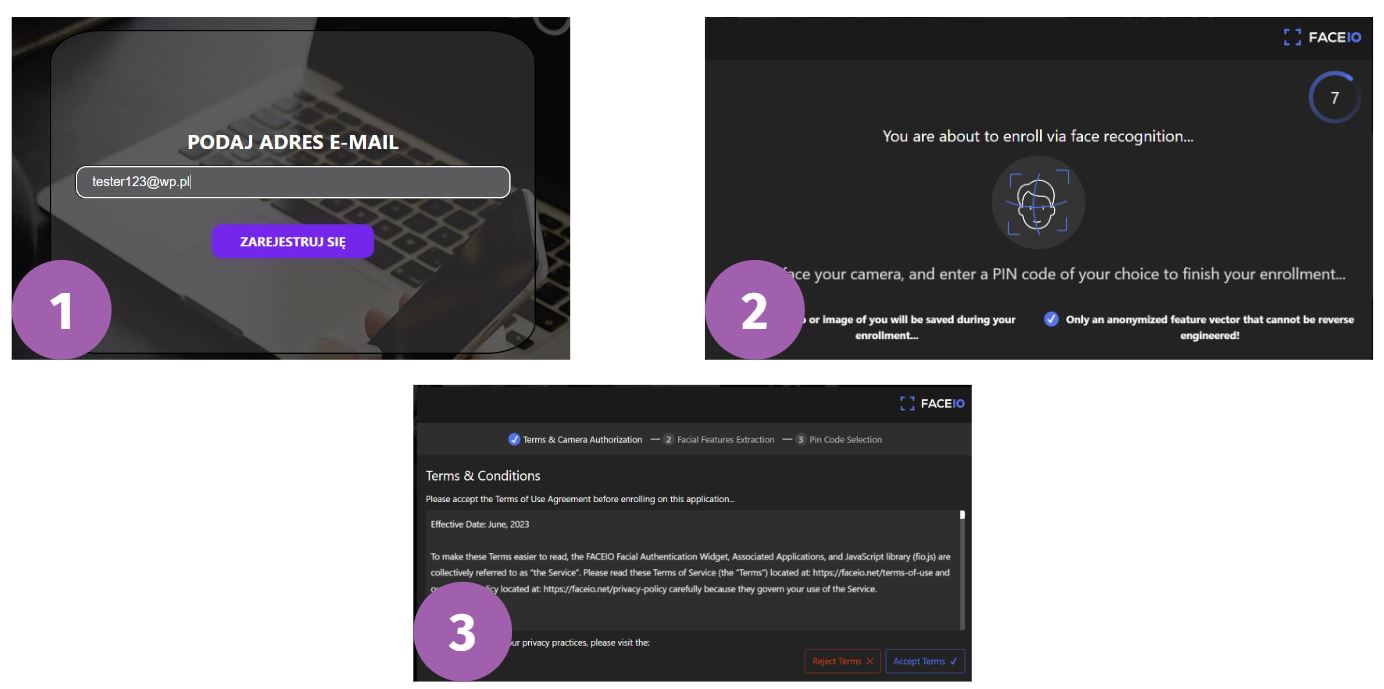 PODAJ ADRES E-MAIL
tester123@wp.pl
ZAREJESTRUJ SIĘ
1
FACEIO
7
You are about to enroll via face recognition...
your camera, and enter a PIN code of your choice to finish your enrollment...
or image of you will be saved during your
enrollment...
Only an anonymized feature vector that cannot be reverse
engineered!
2
FACEIO
Terms & Camera Authorization — 2 Facial Features Extraction — 3 Pin Code Selection
Terms & Conditions
Please accept the Terms of Use Agreement before enrolling on this application...
Effective Date: June, 2023
To make these Terms easier to read, the FACEIO Facial Authentication Widget, Associated Applications, and JavaScript library (fio.js) are
collectively referred to as "the Service". Please read these Terms of Service (the "Terms") located at: https://faceio.net/terms-of-use and
located at: https://faceio.net/privacy-policy carefully because they govern your use of the Service.
privacy practices, please visit the:
Reject Terms ✕ Accept Terms ✓
3